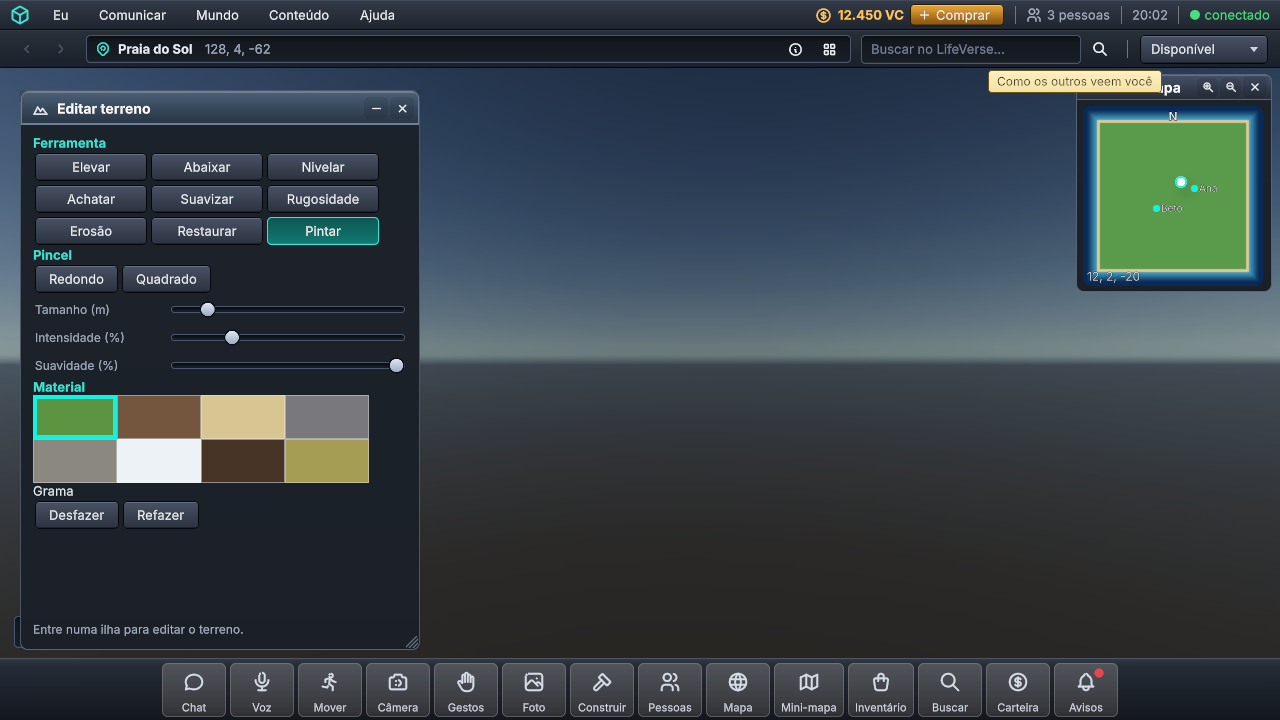 Eu Comunicar Mundo Conteúdo Ajuda 12.450 VC + Comprar 3 pessoas 20:02 conectado
Praia do Sol 128, 4, -62 Buscar no LifeVerse... Disponível
Como os outros veem você
Editar terreno
Ferramenta
Elevar Abaixar Nivelar
Achatar Suavizar Rugosidade
Erosão Restaurar Pintar
Pincel
Redondo Quadrado
Tamanho (m)
Intensidade (%)
Suavidade (%)
Material
Grama
Desfazer Refazer
Entre numa ilha para editar o terreno.
N
Ana
Beto
12, 2, -20
Chat Voz Mover Câmera Gestos Foto Construir Pessoas Mapa Mini-mapa Inventário Buscar Carteira Avisos